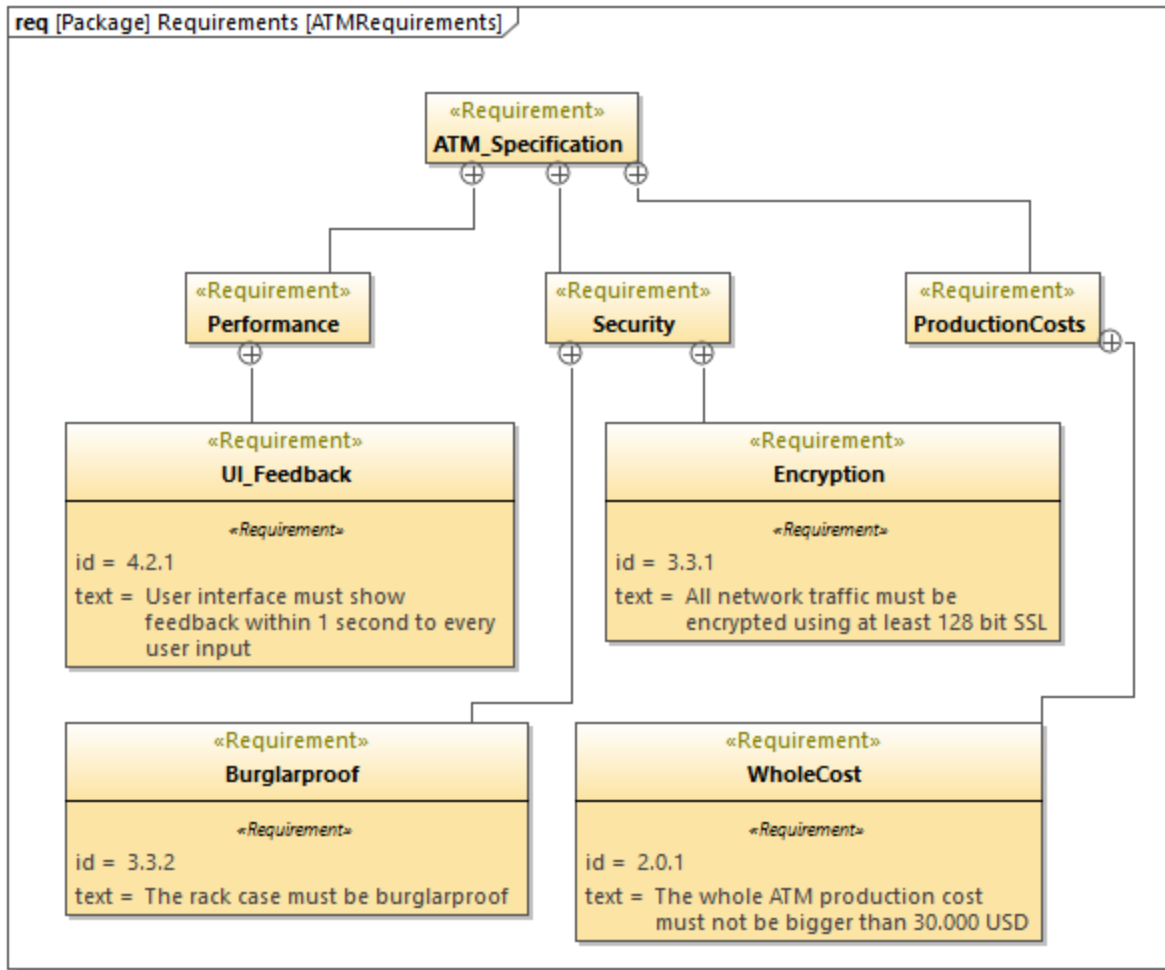 req [Package] Requirements [ATMRequirements]
«Requirement»
ATM_Specification
«Requirement»
Performance
«Requirement»
Security
«Requirement»
ProductionCosts
«Requirement»
UI_Feedback
«Requirement»
id = 4.2.1
text = User interface must show
feedback within 1 second to every
user input
«Requirement»
Encryption
«Requirement»
id = 3.3.1
text = All network traffic must be
encrypted using at least 128 bit SSL
«Requirement»
Burglarproof
«Requirement»
id = 3.3.2
text = The rack case must be burglarproof
«Requirement»
WholeCost
«Requirement»
id = 2.0.1
text = The whole ATM production cost
must not be bigger than 30.000 USD